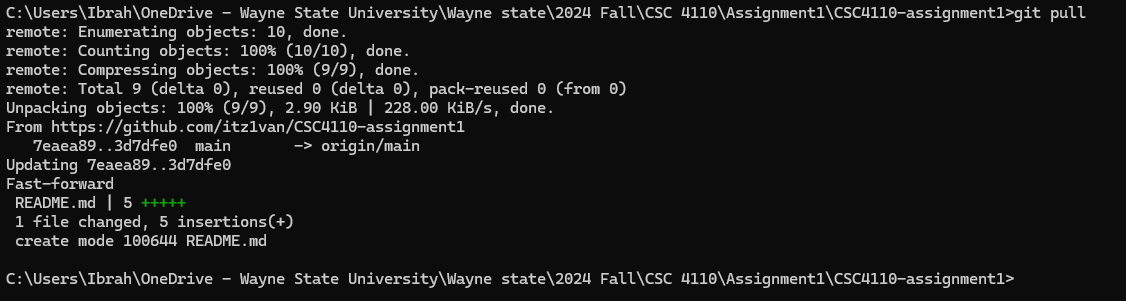 C:\Users\Ibrah\OneDrive - Wayne State University\Wayne state\2024 Fall\CSC 4110\Assignment1\CSC4110-assignment1>git pull
remote: Enumerating objects: 10, done.
remote: Counting objects: 100% (10/10), done.
remote: Compressing objects: 100% (9/9), done.
remote: Total 9 (delta 0), reused 0 (delta 0), pack-reused 0 (from 0)
Unpacking objects: 100% (9/9), 2.90 KiB | 228.00 KiB/s, done.
From https://github.com/itz1van/CSC4110-assignment1
   7eaea89..3d7dfe0  main       -> origin/main
Updating 7eaea89..3d7dfe0
Fast-forward
 README.md | 5 +++++
 1 file changed, 5 insertions(+)
 create mode 100644 README.md
C:\Users\Ibrah\OneDrive - Wayne State University\Wayne state\2024 Fall\CSC 4110\Assignment1\CSC4110-assignment1>